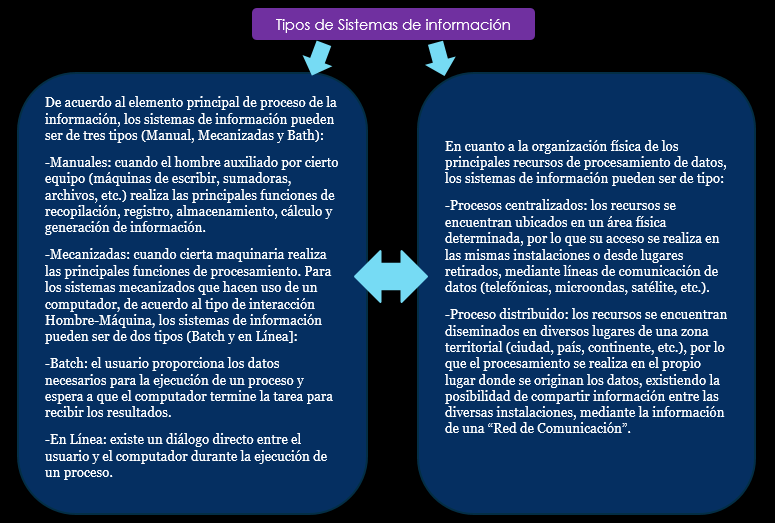 Tipos de Sistemas de información
De acuerdo al elemento principal de proceso de la
información, los sistemas de información pueden
ser de tres tipos (Manual, Mecanizadas y Bath):
-Manuales: cuando el hombre auxiliado por cierto
equipo (máquinas de escribir, sumadoras,
archivos, etc.) realiza las principales funciones de
recopilación, registro, almacenamiento, cálculo y
generación de información.
-Mecanizadas: cuando cierta maquinaria realiza
las principales funciones de procesamiento. Para
los sistemas mecanizados que hacen uso de un
computador, de acuerdo al tipo de interacción
Hombre-Máquina, los sistemas de información
pueden ser de dos tipos (Batch y en Línea]:
-Batch: el usuario proporciona los datos
necesarios para la ejecución de un proceso y
espera a que el computador termine la tarea para
recibir los resultados.
-En Línea: existe un diálogo directo entre el
usuario y el computador durante la ejecución de
un proceso.
En cuanto a la organización física de los
principales recursos de procesamiento de datos,
los sistemas de información pueden ser de tipo:
-Procesos centralizados: los recursos se
encuentran ubicados en un área física
determinada, por lo que su acceso se realiza en
las mismas instalaciones o desde lugares
retirados, mediante líneas de comunicación de
datos (telefónicas, microondas, satélite, etc.).
-Proceso distribuido: los recursos se encuentran
diseminados en diversos lugares de una zona
territorial (ciudad, país, continente, etc.), por lo
que el procesamiento se realiza en el propio
lugar donde se originan los datos, existiendo la
posibilidad de compartir información entre las
diversas instalaciones, mediante la información
de una “Red de Comunicación”.